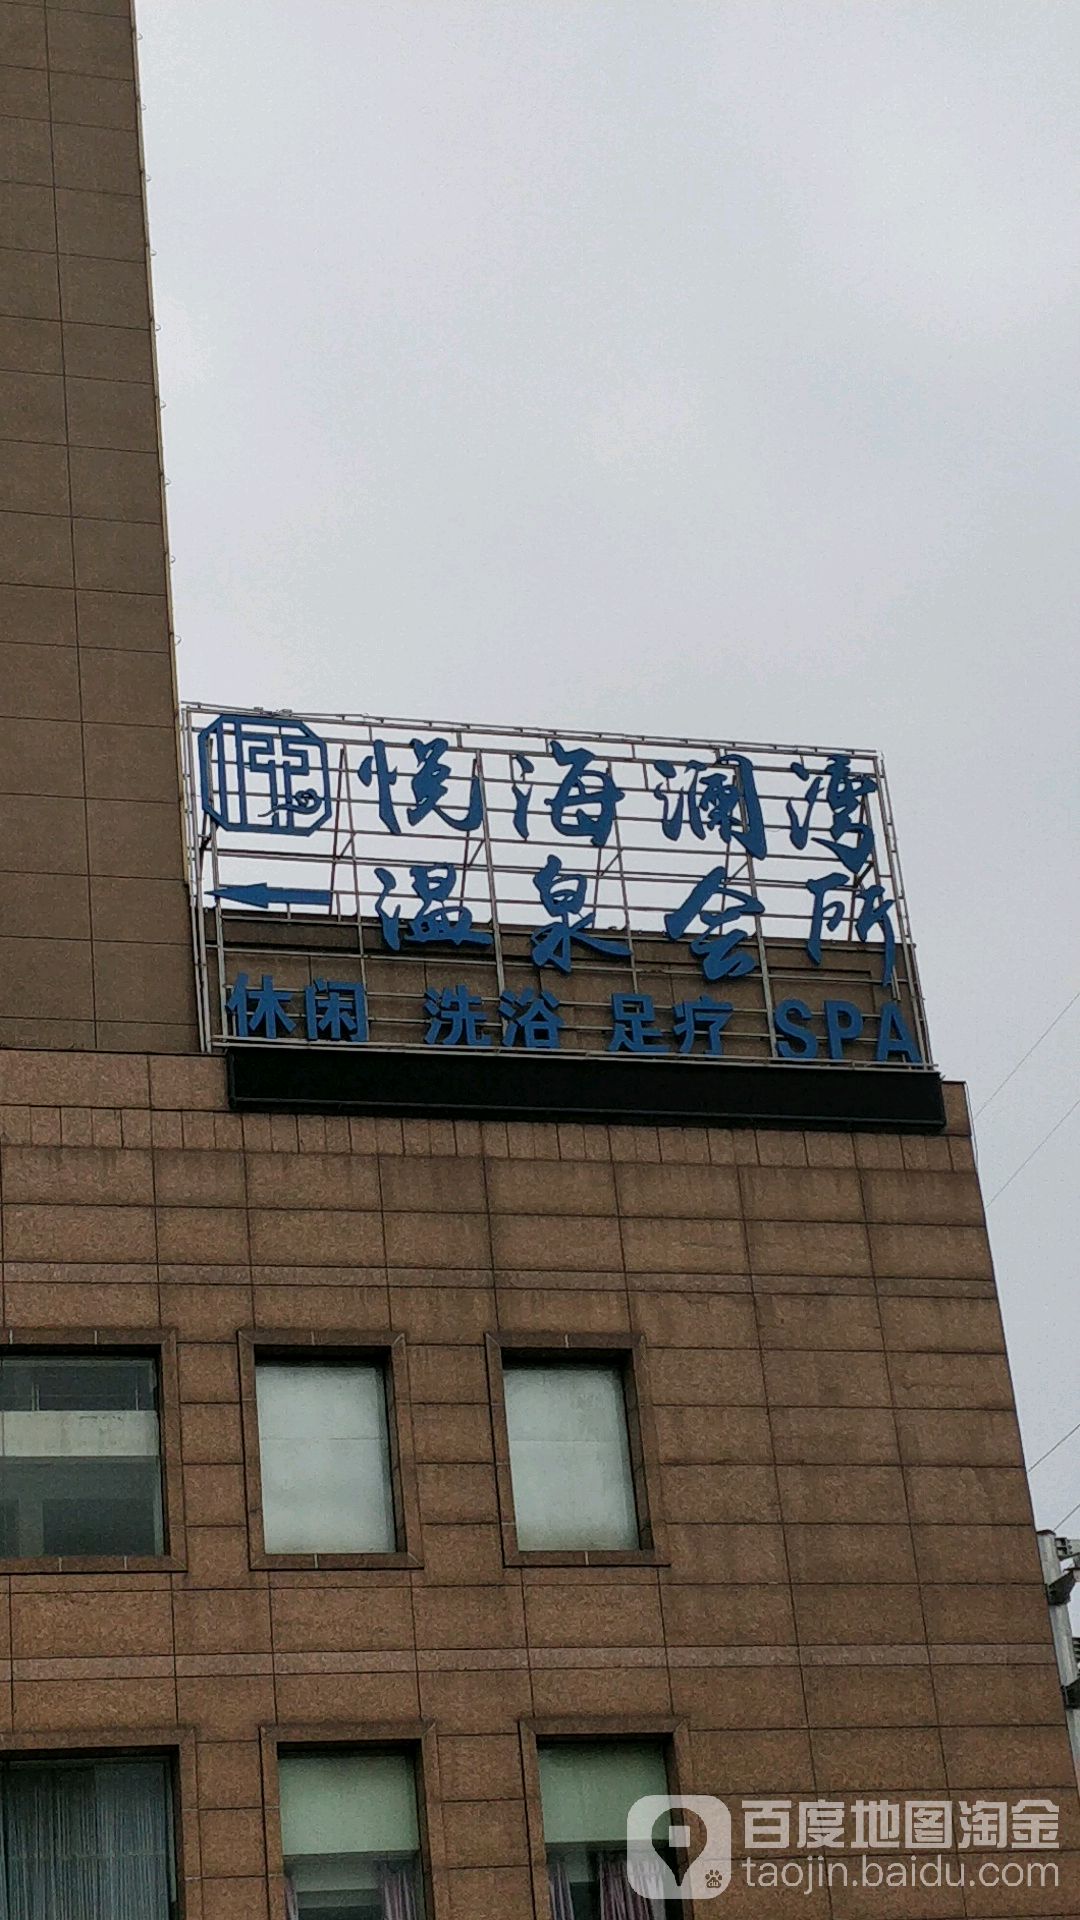 悦海澜湾
温泉会所
休闲 洗浴 足疗 SPA
百度地图淘金
taojin.baidu.com